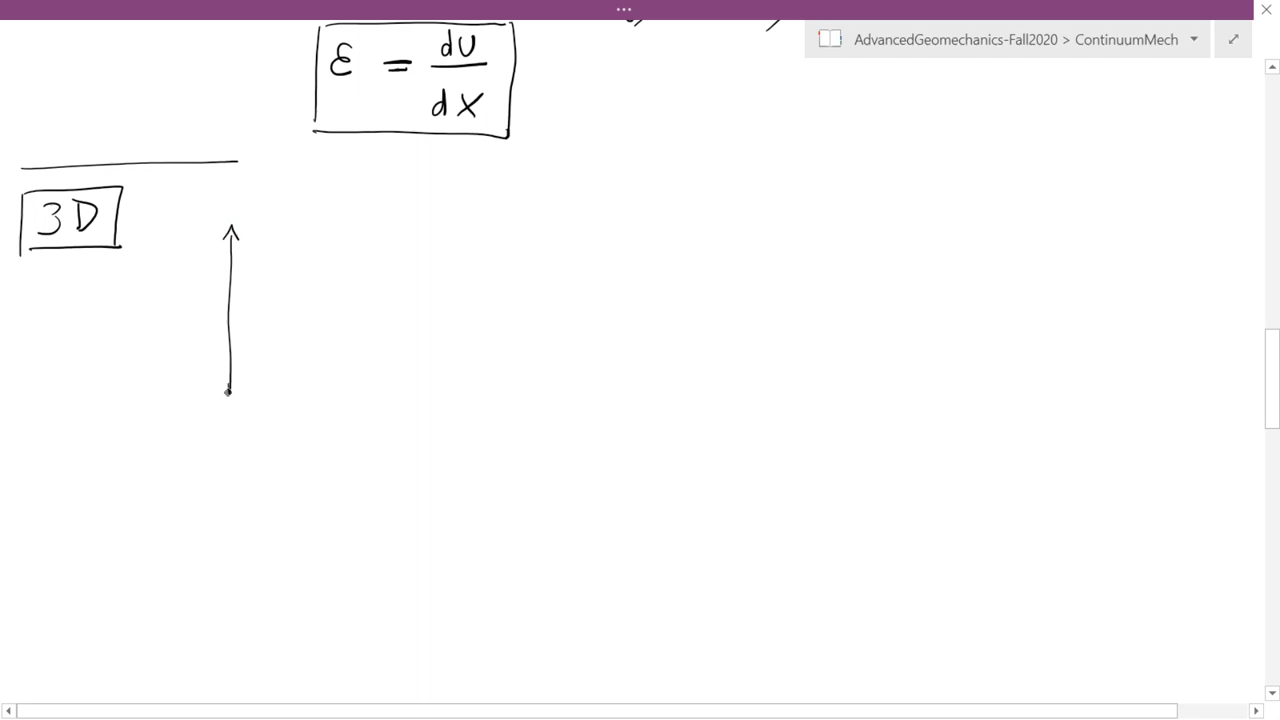 AdvancedGeomechanics-Fall2020 > ContinuumMech
ε = du/dx
3D